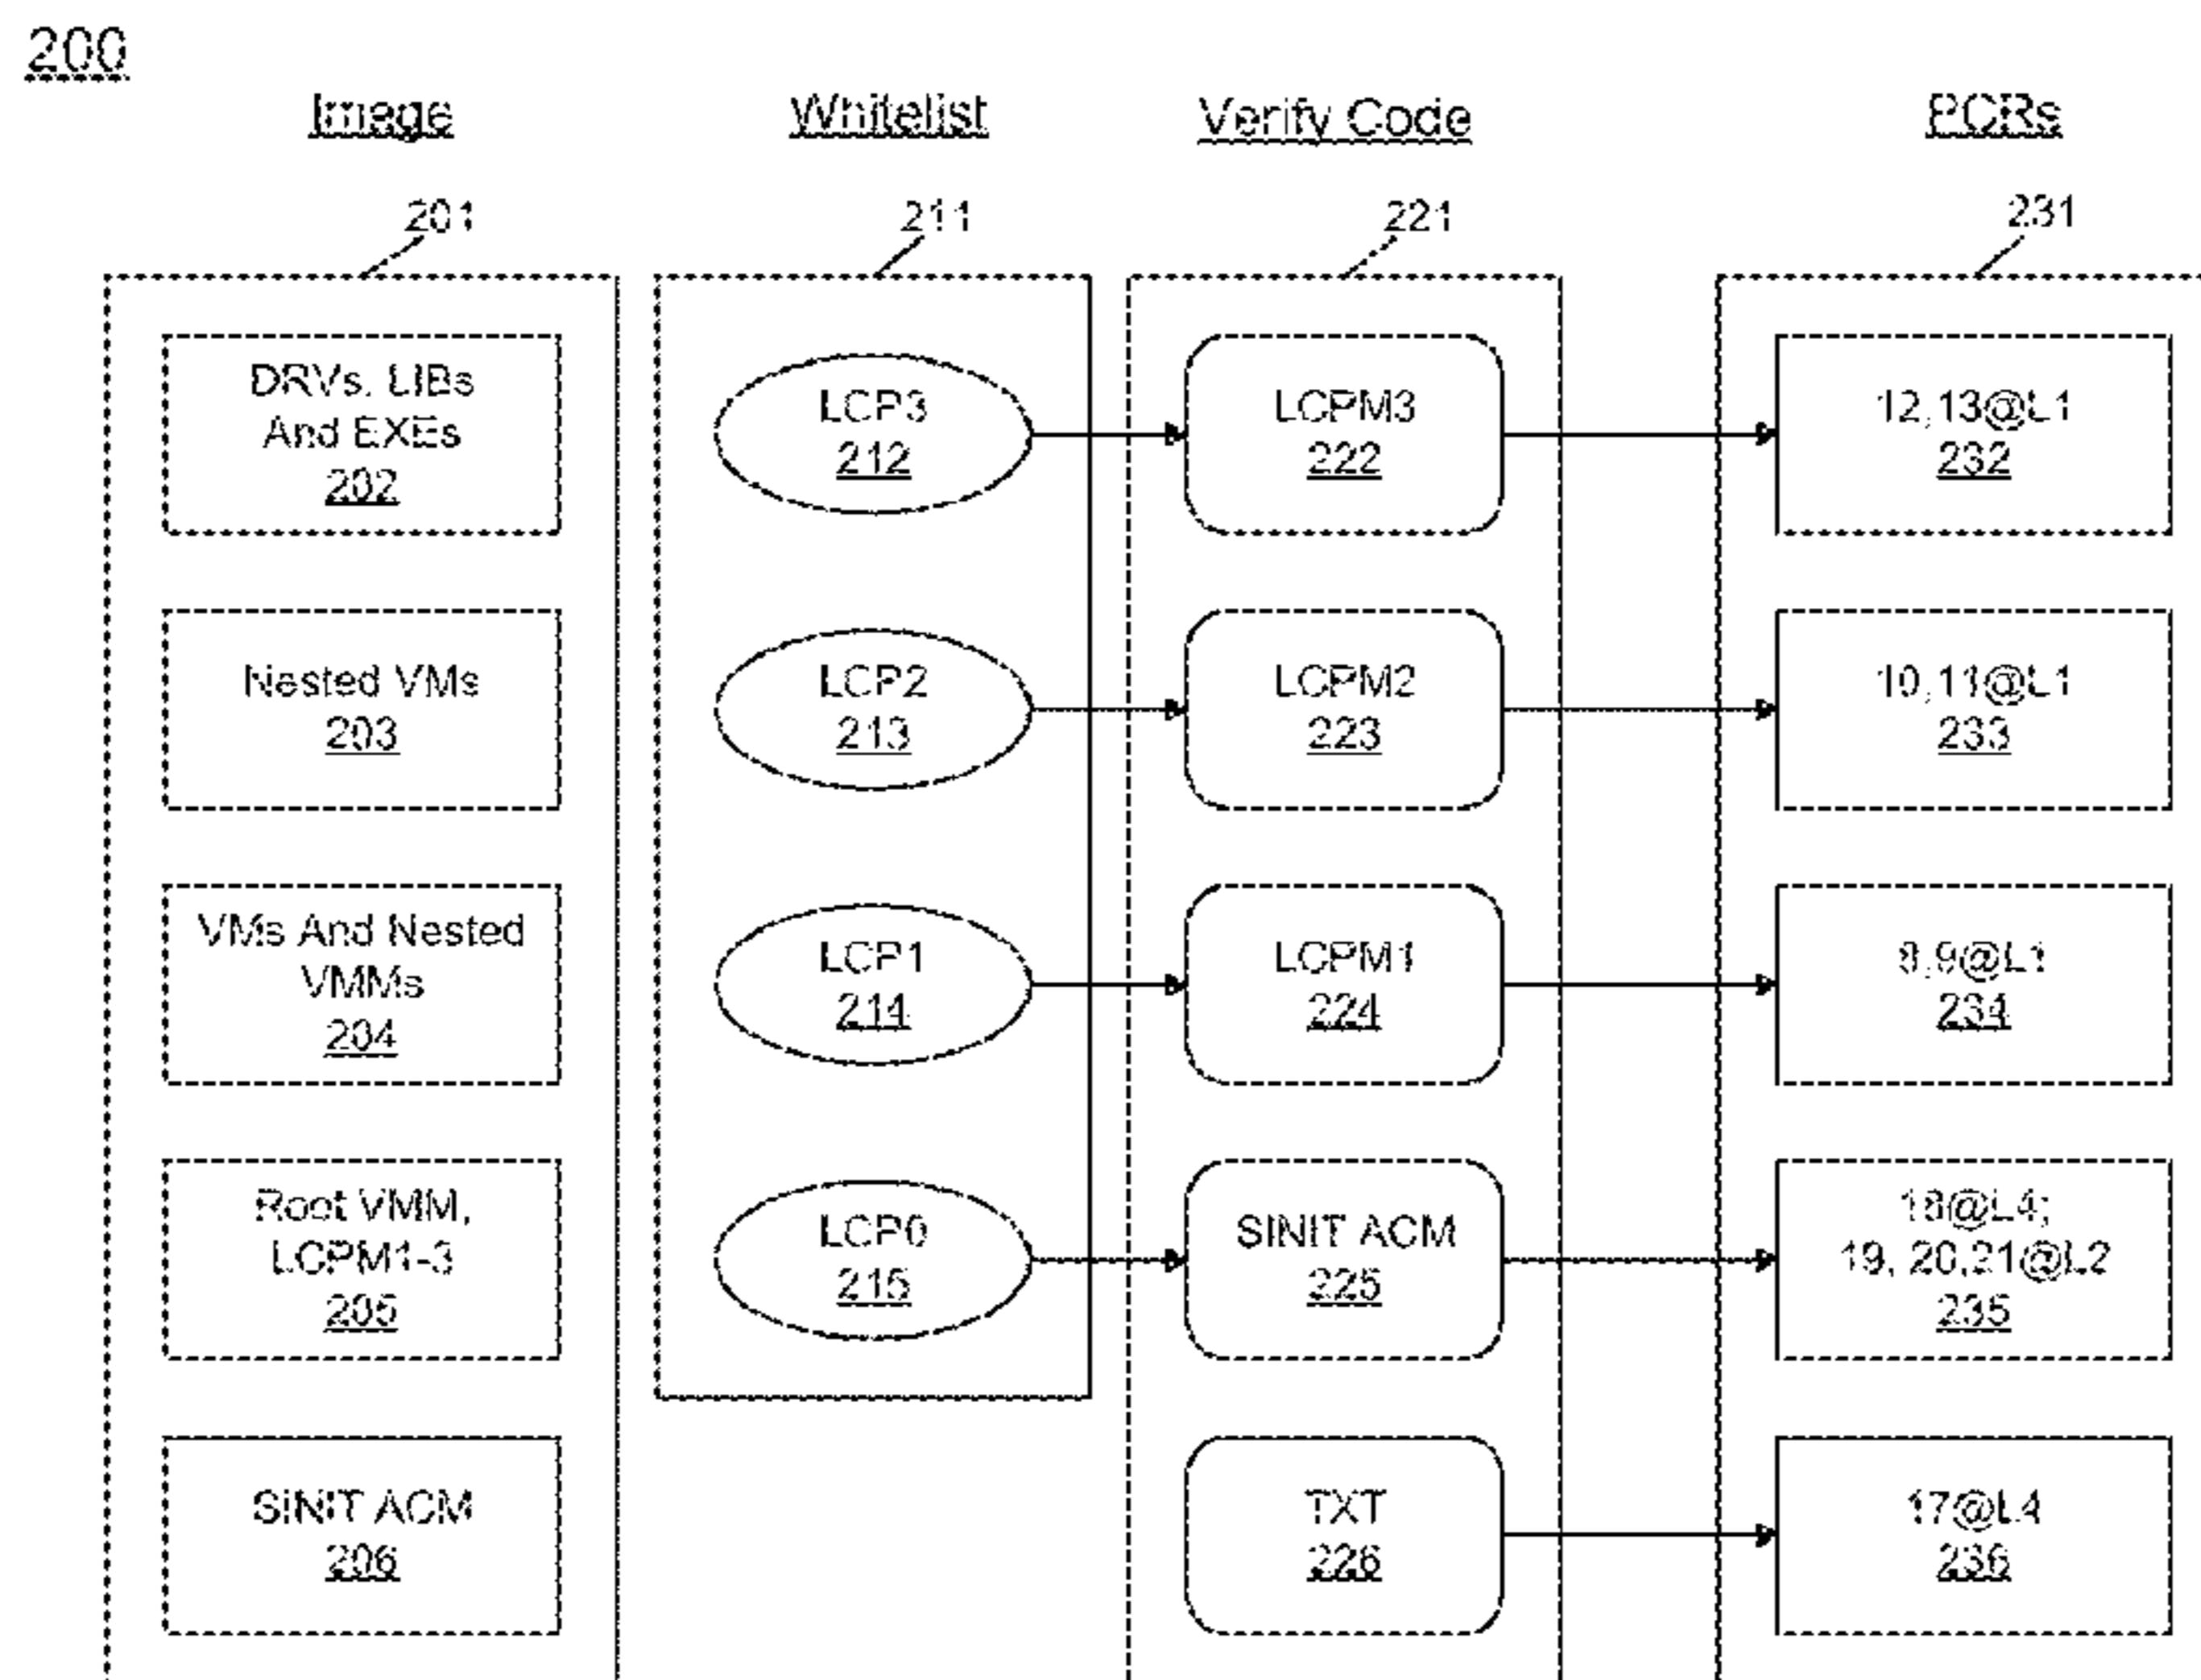 200
Image
Whitelist
Verify Code
PCRs
201
211
221
231
DRVs, LIBs
And EXEs
202
LCP3
212
LCPM3
222
12,13@L1
232
Nested VMs
203
LCP2
213
LCPM2
223
10,11@L1
233
VMs And Nested
VMMs
204
LCP1
214
LCPM1
224
8,9@L1
234
Root VMM,
LCPM1-3
205
LCP0
215
SINIT ACM
225
18@L4;
19, 20,21@L2
235
SINIT ACM
206
TXT
226
17@L4
236